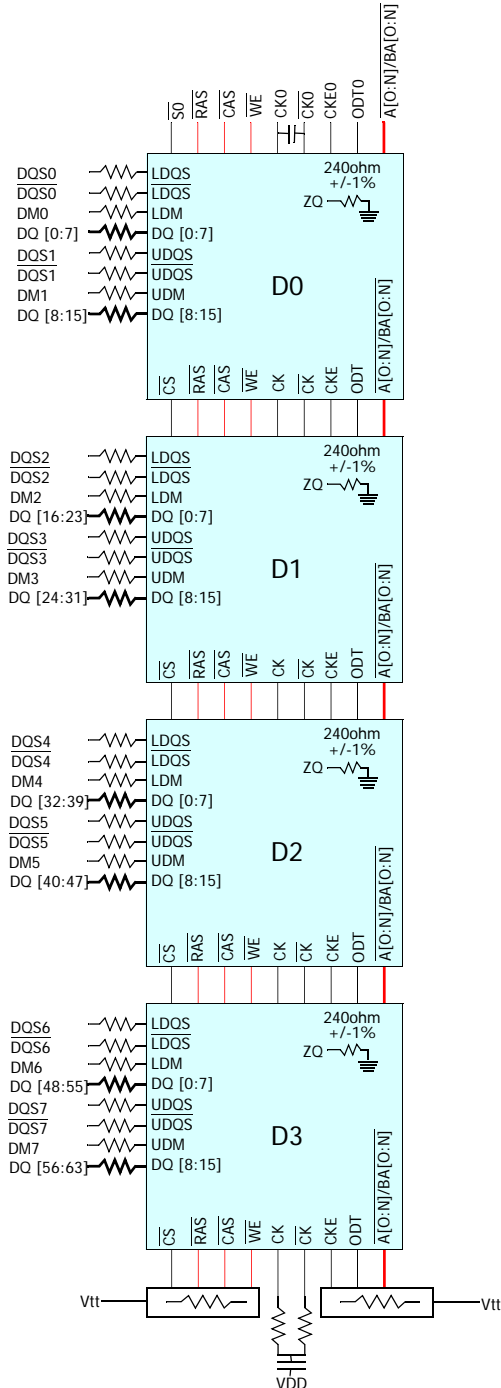 S0
RAS
CAS
WE
CK0
CK0
CKE0
ODT0
A[O:N]/BA[O:N]
DQS0 LDQS
DQS0 LDQS
DM0 LDM
DQ [0:7] DQ [0:7]
DQS1 UDQS
DQS1 UDQS
DM1 UDM
DQ [8:15] DQ [8:15]
240ohm
+/-1%
ZQ
D0
CS
RAS
CAS
WE
CK
CK
CKE
ODT
A[O:N]/BA[O:N]
DQS2 LDQS
DQS2 LDQS
DM2 LDM
DQ [16:23] DQ [0:7]
DQS3 UDQS
DQS3 UDQS
DM3 UDM
DQ [24:31] DQ [8:15]
240ohm
+/-1%
ZQ
D1
CS
RAS
CAS
WE
CK
CK
CKE
ODT
A[O:N]/BA[O:N]
DQS4 LDQS
DQS4 LDQS
DM4 LDM
DQ [32:39] DQ [0:7]
DQS5 UDQS
DQS5 UDQS
DM5 UDM
DQ [40:47] DQ [8:15]
240ohm
+/-1%
ZQ
D2
CS
RAS
CAS
WE
CK
CK
CKE
ODT
A[O:N]/BA[O:N]
DQS6 LDQS
DQS6 LDQS
DM6 LDM
DQ [48:55] DQ [0:7]
DQS7 UDQS
DQS7 UDQS
DM7 UDM
DQ [56:63] DQ [8:15]
240ohm
+/-1%
ZQ
D3
CS
RAS
CAS
WE
CK
CK
CKE
ODT
A[O:N]/BA[O:N]
Vtt
Vtt
VDD